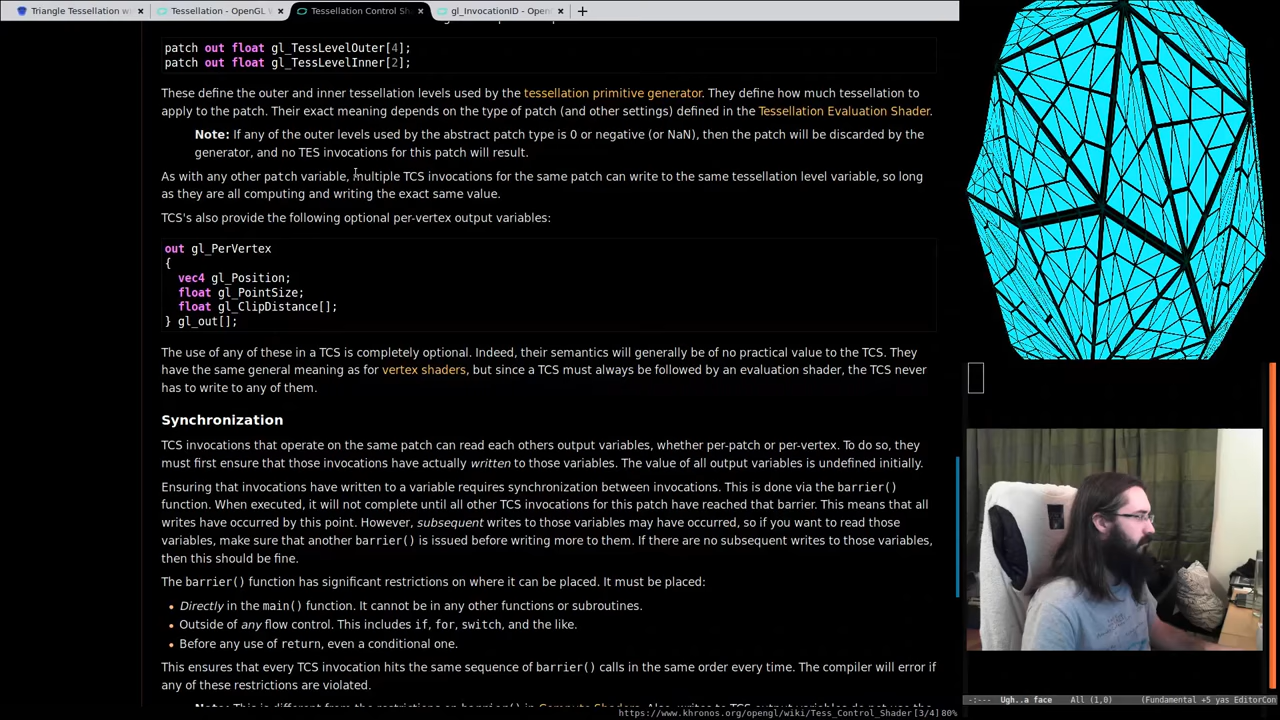 Triangle Tessellation wi
Tessellation - OpenGL W
Tessellation Control Sha
gl_InvocationID - OpenG
patch out float gl_TessLevelOuter[4];
patch out float gl_TessLevelInner[2];
These define the outer and inner tessellation levels used by the tessellation primitive generator. They define how much tessellation to
apply to the patch. Their exact meaning depends on the type of patch (and other settings) defined in the Tessellation Evaluation Shader.
Note: If any of the outer levels used by the abstract patch type is 0 or negative (or NaN), then the patch will be discarded by the
generator, and no TES invocations for this patch will result.
As with any other patch variable, multiple TCS invocations for the same patch can write to the same tessellation level variable, so long
as they are all computing and writing the exact same value.
TCS's also provide the following optional per-vertex output variables:
out gl_PerVertex
{
vec4 gl_Position;
float gl_PointSize;
float gl_ClipDistance[];
} gl_out[];
The use of any of these in a TCS is completely optional. Indeed, their semantics will generally be of no practical value to the TCS. They
have the same general meaning as for vertex shaders, but since a TCS must always be followed by an evaluation shader, the TCS never
has to write to any of them.
Synchronization
TCS invocations that operate on the same patch can read each others output variables, whether per-patch or per-vertex. To do so, they
must first ensure that those invocations have actually written to those variables. The value of all output variables is undefined initially.
Ensuring that invocations have written to a variable requires synchronization between invocations. This is done via the barrier()
function. When executed, it will not complete until all other TCS invocations for this patch have reached that barrier. This means that all
writes have occurred by this point. However, subsequent writes to those variables may have occurred, so if you want to read those
variables, make sure that another barrier() is issued before writing more to them. If there are no subsequent writes to those variables,
then this should be fine.
The barrier() function has significant restrictions on where it can be placed. It must be placed:
• Directly in the main() function. It cannot be in any other functions or subroutines.
• Outside of any flow control. This includes if, for, switch, and the like.
• Before any use of return, even a conditional one.
This ensures that every TCS invocation hits the same sequence of barrier() calls in the same order every time. The compiler will error if
any of these restrictions are violated.
https://www.khronos.org/opengl/wiki/Tess_Control_Shader [3/4] 80%
-:--- Ugh..a face All (1,0) (Fundamental +5 yas EditorCon